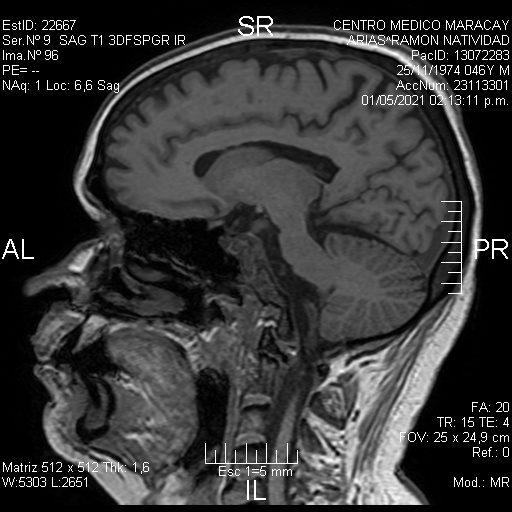 EstID: 22667
Ser.Nº 9 SAG T1 3DFSPGR IR
Ima.Nº 96
PE= --
NAq: 1 Loc: 6,6 Sag
SR
CENTRO MEDICO MARACAY
ARIAS^RAMON NATIVIDAD
PacID: 13072283
25/11/1974 046Y M
AccNum: 23113301
01/05/2021 02:13:11 p.m.
AL
PR
Matriz 512 x 512 Thk: 1,6
W:5303 L:2651
Esc 1=5 mm
IL
FA: 20
TR: 15 TE: 4
FOV: 25 x 24,9 cm
Ref.: 0
Mod.: MR